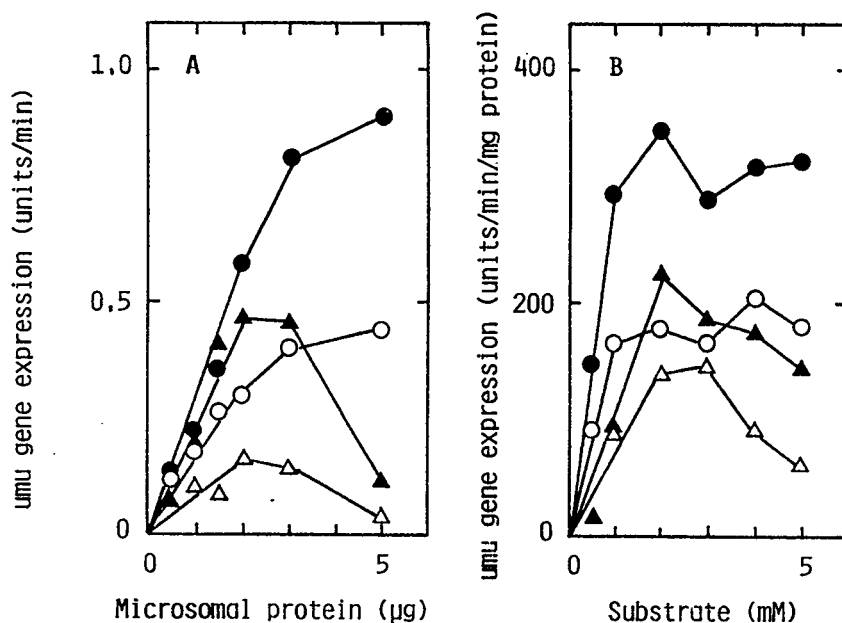 umu gene expression (units/min)
1.0
0.5
0
A
0
5
Microsomal protein (μg)
umu gene expression (units/min/mg protein)
400
200
0
B
0
5
Substrate (mM)